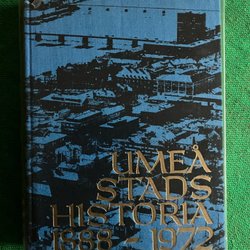 UMEÅ
STADS
HISTORIA
1888–1972